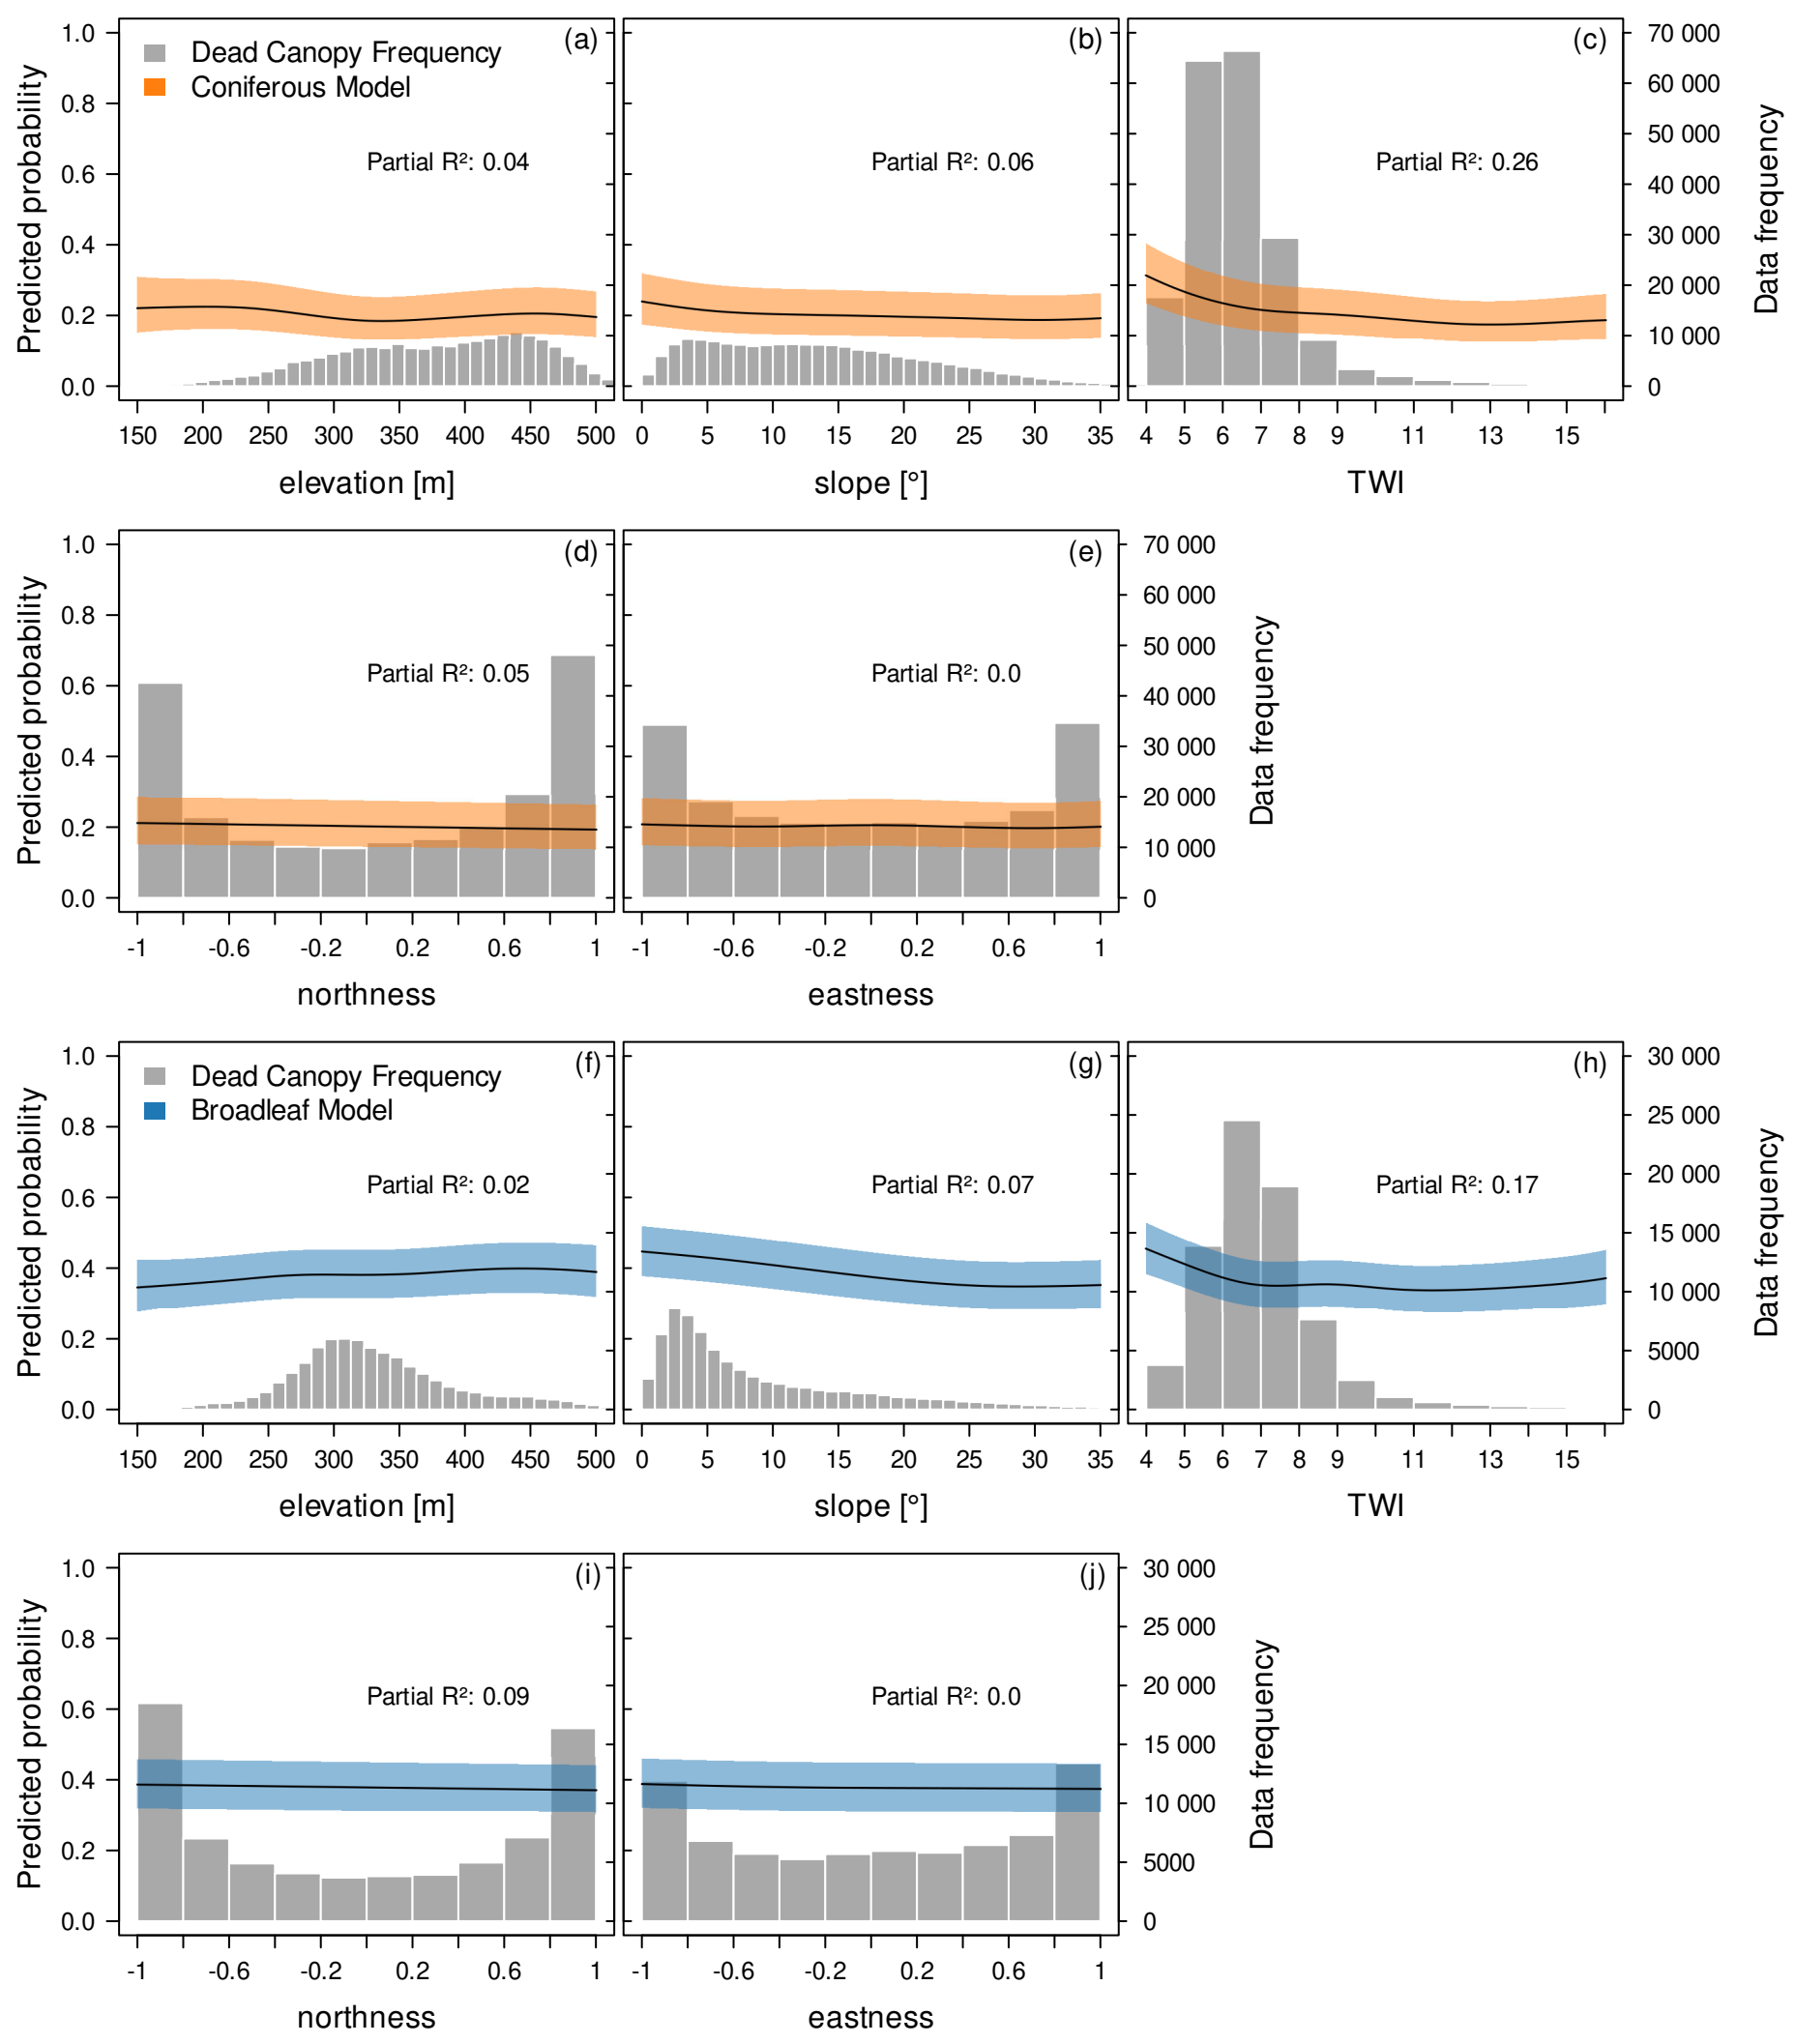 (a)
Dead Canopy Frequency
Coniferous Model
Partial R²: 0.04
Predicted probability
1.0
0.8
0.6
0.4
0.2
0.0
150 200 250 300 350 400 450 500
elevation [m]
(b)
Partial R²: 0.06
0 5 10 15 20 25 30 35
slope [°]
(c)
Partial R²: 0.26
4 5 6 7 8 9 11 13 15
TWI
70 000
60 000
50 000
40 000
30 000
20 000
10 000
0
Data frequency
(d)
Partial R²: 0.05
Predicted probability
1.0
0.8
0.6
0.4
0.2
0.0
-1 -0.6 -0.2 0.2 0.6 1
northness
(e)
Partial R²: 0.0
-1 -0.6 -0.2 0.2 0.6 1
eastness
70 000
60 000
50 000
40 000
30 000
20 000
10 000
0
Data frequency
(f)
Dead Canopy Frequency
Broadleaf Model
Partial R²: 0.02
Predicted probability
1.0
0.8
0.6
0.4
0.2
0.0
150 200 250 300 350 400 450 500
elevation [m]
(g)
Partial R²: 0.07
0 5 10 15 20 25 30 35
slope [°]
(h)
Partial R²: 0.17
4 5 6 7 8 9 11 13 15
TWI
30 000
25 000
20 000
15 000
10 000
5000
0
Data frequency
(i)
Partial R²: 0.09
Predicted probability
1.0
0.8
0.6
0.4
0.2
0.0
-1 -0.6 -0.2 0.2 0.6 1
northness
(j)
Partial R²: 0.0
-1 -0.6 -0.2 0.2 0.6 1
eastness
30 000
25 000
20 000
15 000
10 000
5000
0
Data frequency